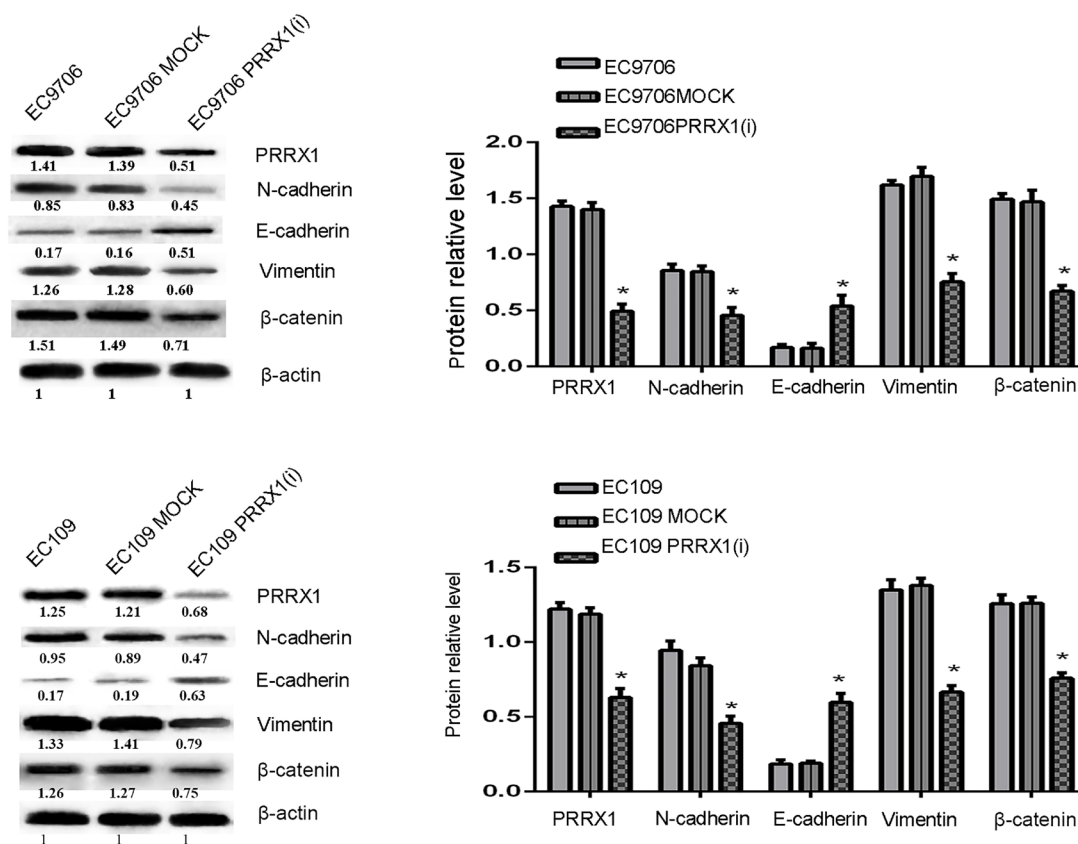 EC9706
EC9706 MOCK
EC9706 PRRX1(i)
PRRX1
1.41 1.39 0.51
N-cadherin
0.85 0.83 0.45
E-cadherin
0.17 0.16 0.51
Vimentin
1.26 1.28 0.60
β-catenin
1.51 1.49 0.71
β-actin
1 1 1
EC9706
EC9706MOCK
EC9706PRRX1(i)
Protein relative level
2.0
1.5
1.0
0.5
0.0
* * * * *
PRRX1 N-cadherin E-cadherin Vimentin β-catenin
EC109
EC109 MOCK
EC109 PRRX1(i)
PRRX1
1.25 1.21 0.68
N-cadherin
0.95 0.89 0.47
E-cadherin
0.17 0.19 0.63
Vimentin
1.33 1.41 0.79
β-catenin
1.26 1.27 0.75
β-actin
1 1 1
EC109
EC109 MOCK
EC109 PRRX1(i)
Protein relative level
1.5
1.0
0.5
0.0
* * * * *
PRRX1 N-cadherin E-cadherin Vimentin β-catenin